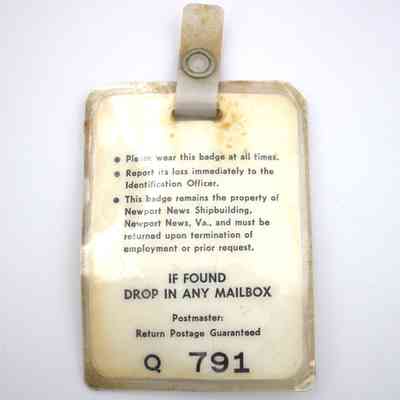 • Please wear this badge at all times.
• Report its loss immediately to the
Identification Officer.
• This badge remains the property of
Newport News Shipbuilding,
Newport News, Va., and must be
returned upon termination of
employment or prior request.
IF FOUND
DROP IN ANY MAILBOX
Postmaster:
Return Postage Guaranteed
Q 791